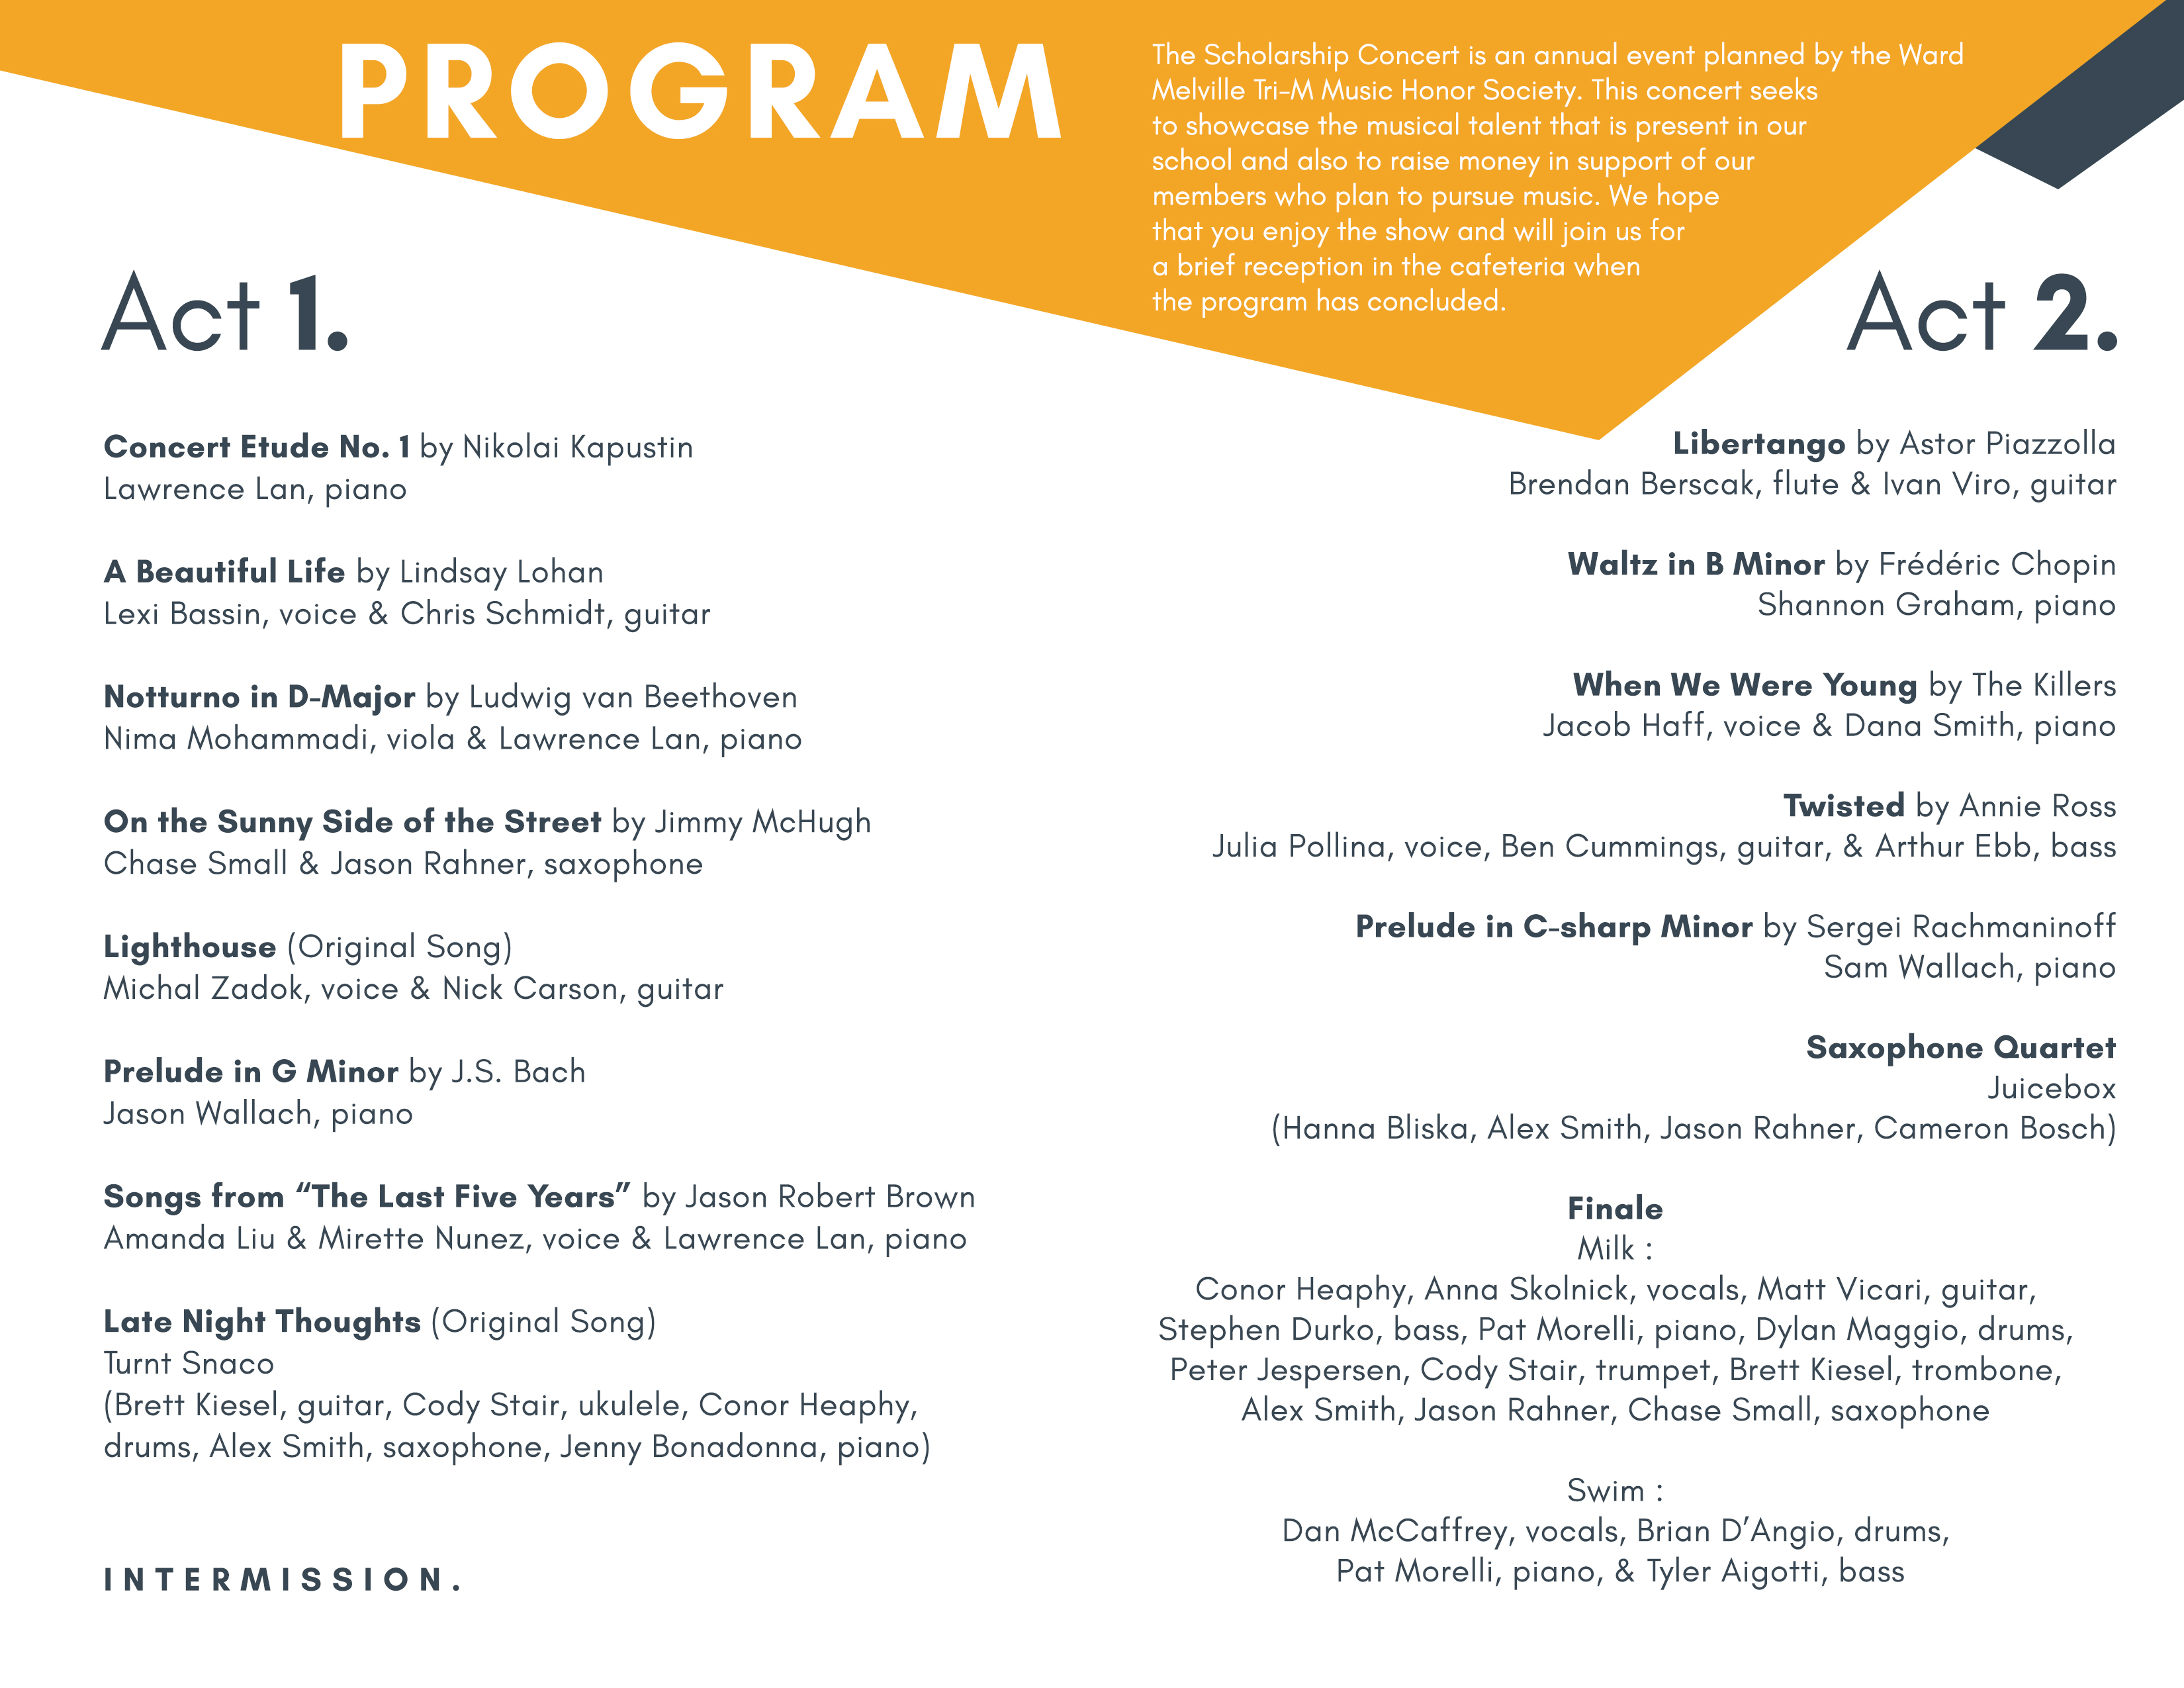 PROGRAM
The Scholarship Concert is an annual event planned by the Ward
Melville Tri-M Music Honor Society. This concert seeks
to showcase the musical talent that is present in our
school and also to raise money in support of our
members who plan to pursue music. We hope
that you enjoy the show and will join us for
a brief reception in the cafeteria when
the program has concluded.
Act 1.
Concert Etude No. 1 by Nikolai Kapustin
Lawrence Lan, piano
A Beautiful Life by Lindsay Lohan
Lexi Bassin, voice & Chris Schmidt, guitar
Notturno in D-Major by Ludwig van Beethoven
Nima Mohammadi, viola & Lawrence Lan, piano
On the Sunny Side of the Street by Jimmy McHugh
Chase Small & Jason Rahner, saxophone
Lighthouse (Original Song)
Michal Zadok, voice & Nick Carson, guitar
Prelude in G Minor by J.S. Bach
Jason Wallach, piano
Songs from “The Last Five Years” by Jason Robert Brown
Amanda Liu & Mirette Nunez, voice & Lawrence Lan, piano
Late Night Thoughts (Original Song)
Turnt Snaco
(Brett Kiesel, guitar, Cody Stair, ukulele, Conor Heaphy,
drums, Alex Smith, saxophone, Jenny Bonadonna, piano)
INTERMISSION.
Act 2.
Libertango by Astor Piazzolla
Brendan Berscak, flute & Ivan Viro, guitar
Waltz in B Minor by Frédéric Chopin
Shannon Graham, piano
When We Were Young by The Killers
Jacob Haff, voice & Dana Smith, piano
Twisted by Annie Ross
Julia Pollina, voice, Ben Cummings, guitar, & Arthur Ebb, bass
Prelude in C-sharp Minor by Sergei Rachmaninoff
Sam Wallach, piano
Saxophone Quartet
Juicebox
(Hanna Bliska, Alex Smith, Jason Rahner, Cameron Bosch)
Finale
Milk :
Conor Heaphy, Anna Skolnick, vocals, Matt Vicari, guitar,
Stephen Durko, bass, Pat Morelli, piano, Dylan Maggio, drums,
Peter Jespersen, Cody Stair, trumpet, Brett Kiesel, trombone,
Alex Smith, Jason Rahner, Chase Small, saxophone
Swim :
Dan McCaffrey, vocals, Brian D’Angio, drums,
Pat Morelli, piano, & Tyler Aigotti, bass